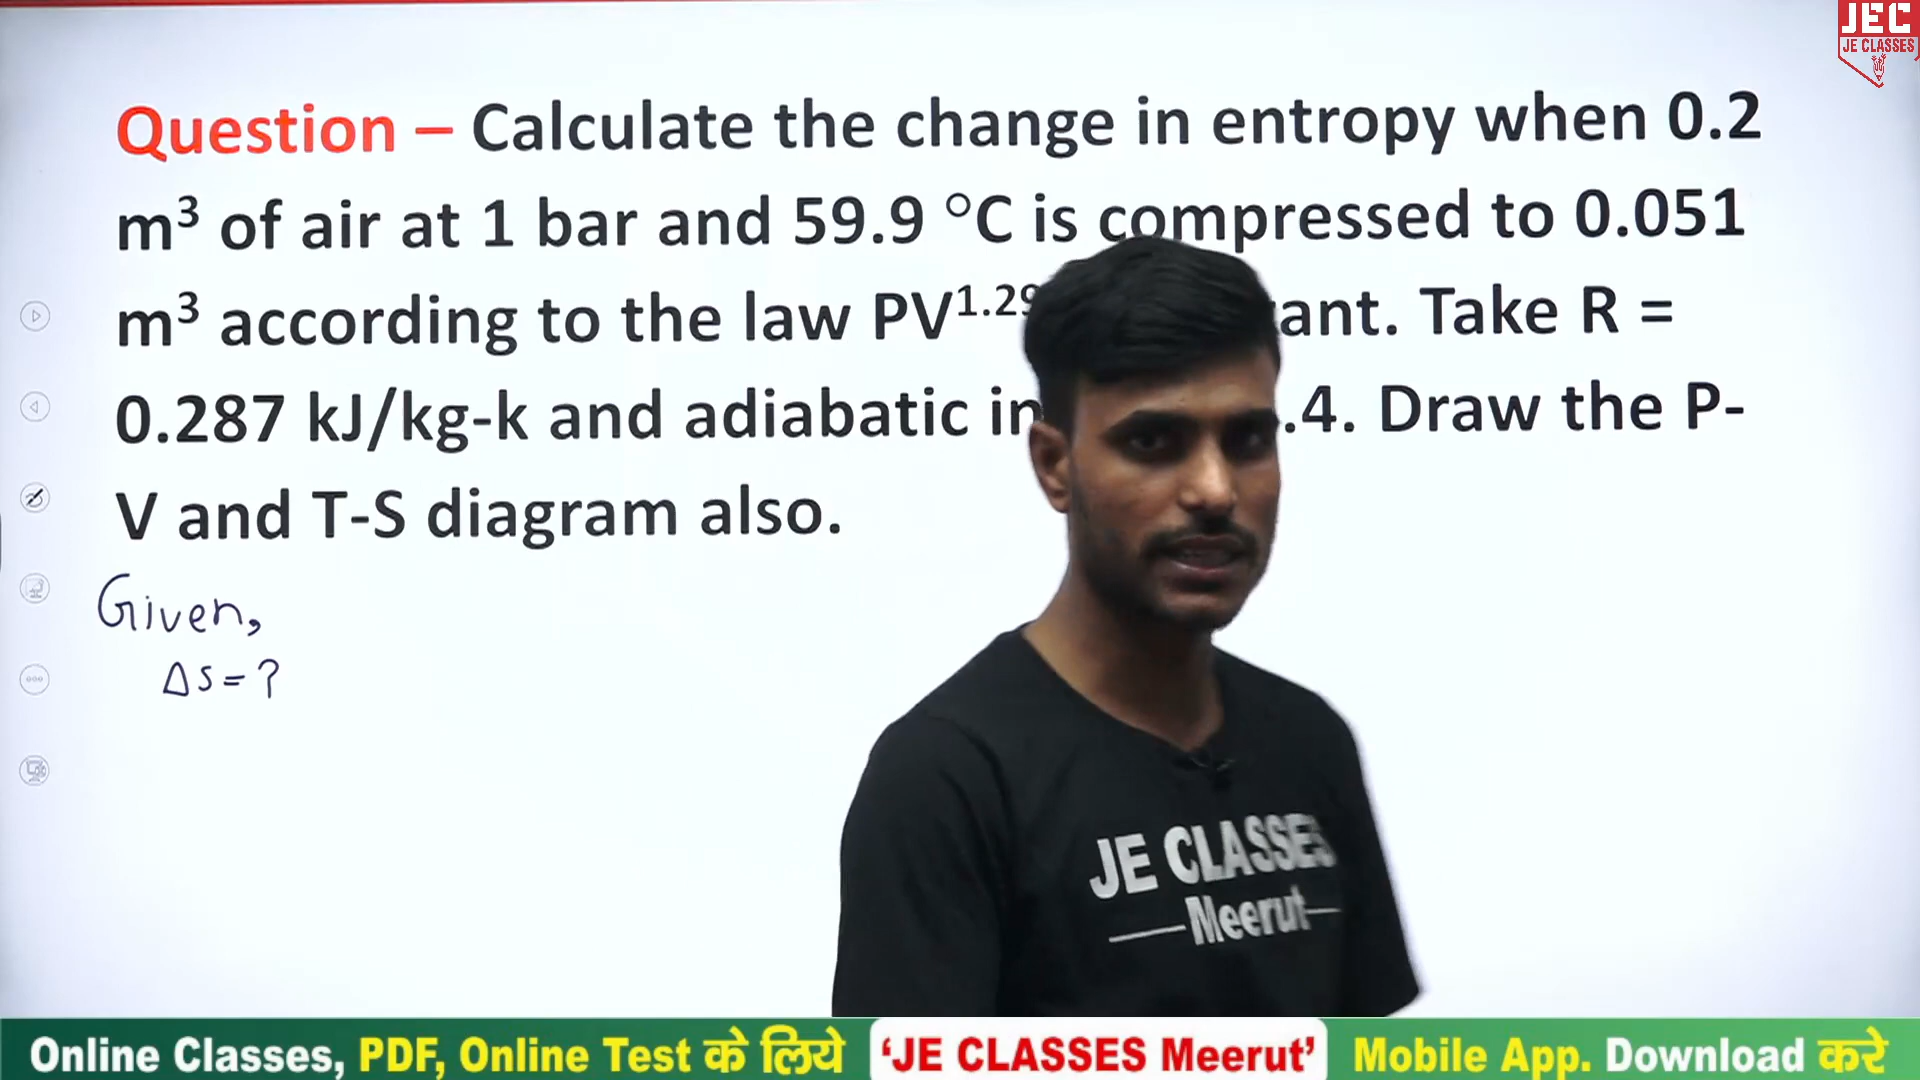 JEC
JE CLASSES
Question – Calculate the change in entropy when 0.2
m³ of air at 1 bar and 59.9 °C is compressed to 0.051
m³ according to the law PV¹·²⁹ Take R =
0.287 kJ/kg-k and adiabatic .4. Draw the P-
V and T-S diagram also.
Given,
ΔS = ?
JE CLASSES
Meerut
Online Classes, PDF, Online Test के लिये 'JE CLASSES Meerut' Mobile App. Download करे